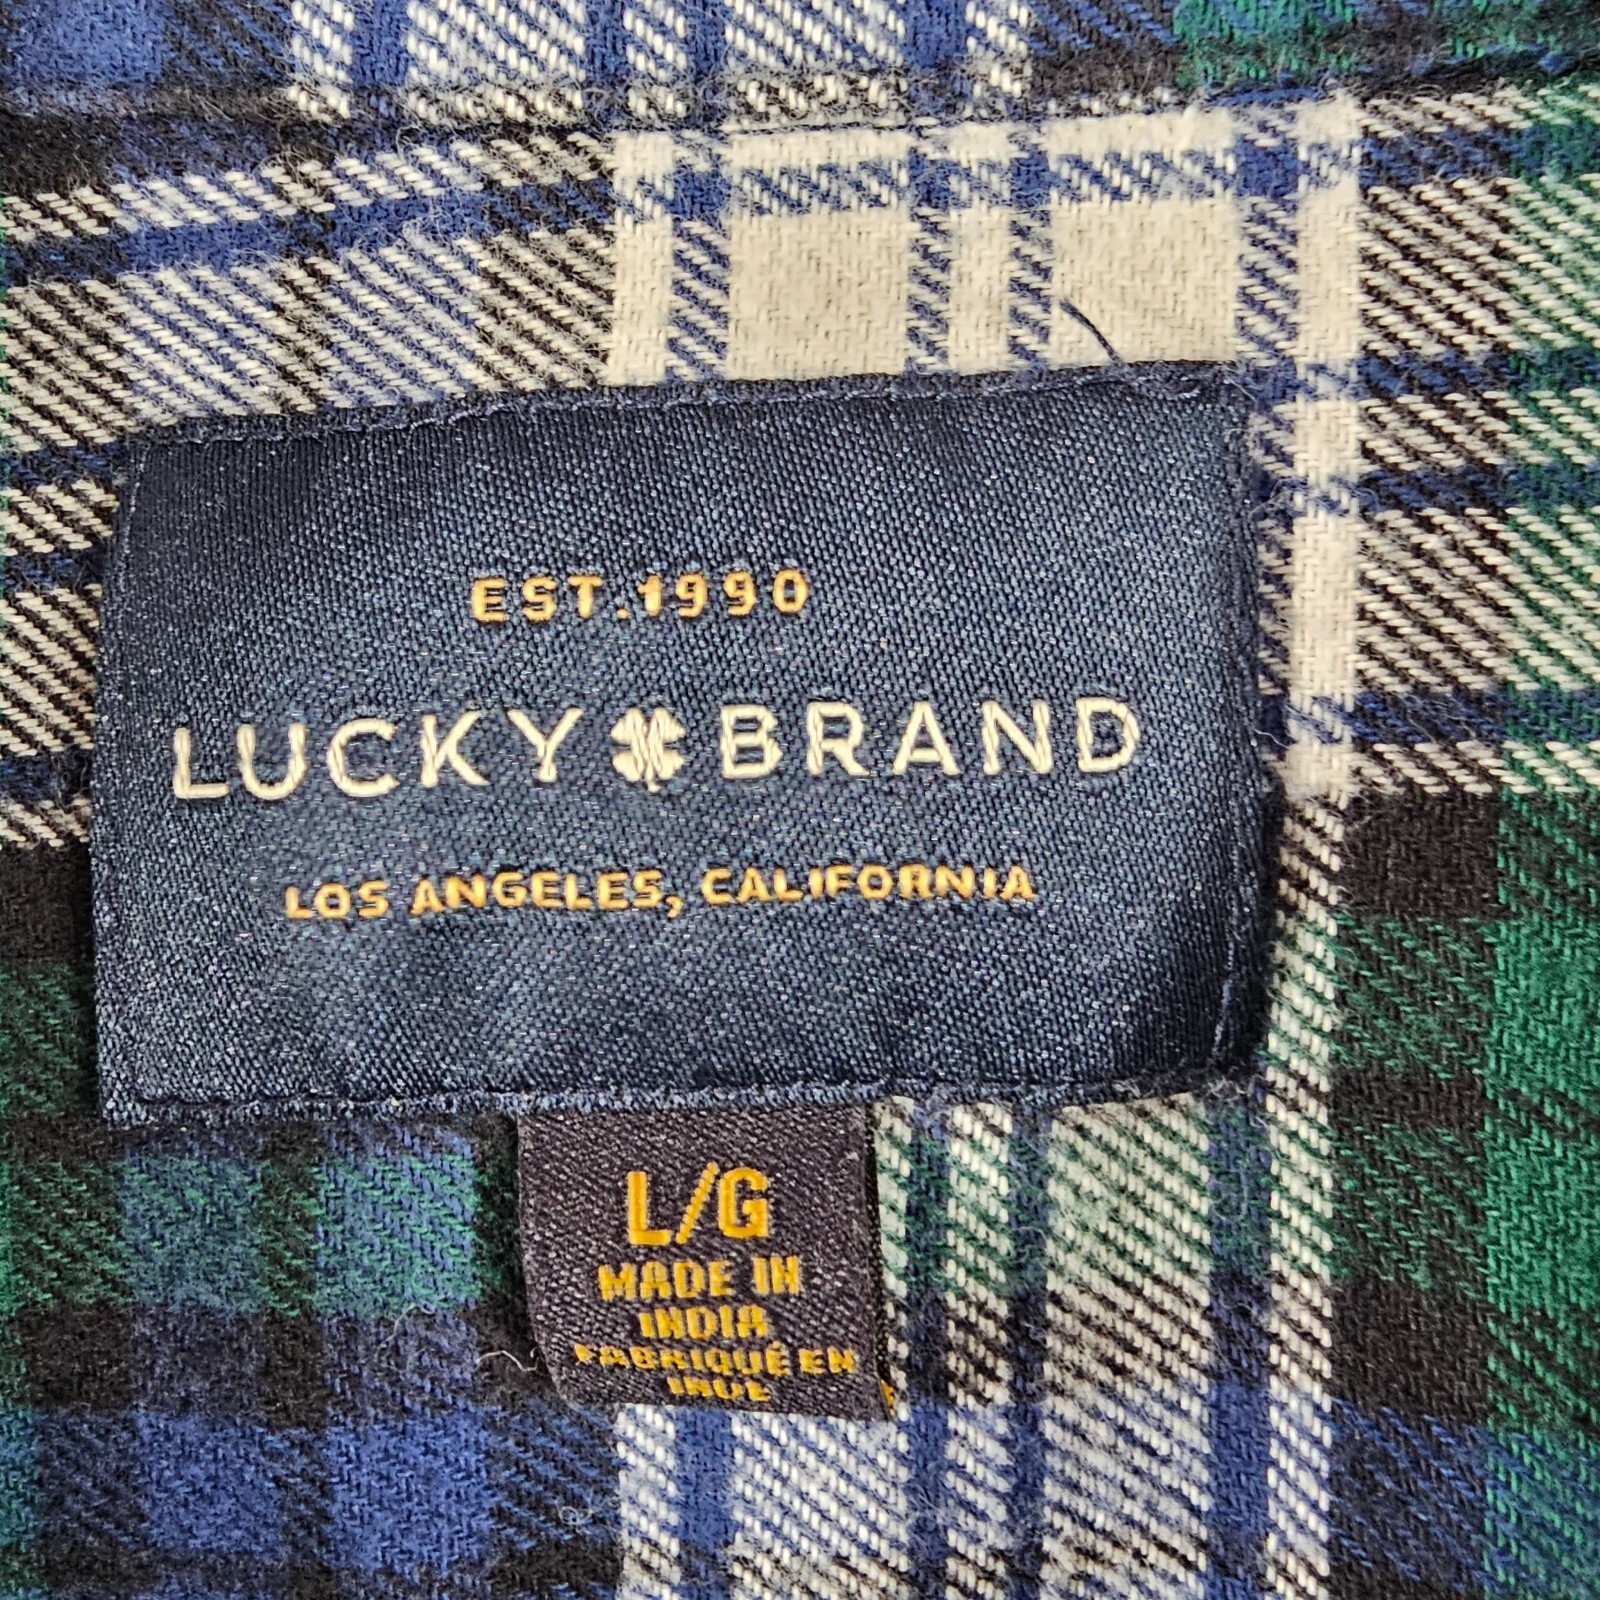 EST.1990
LUCKY BRAND
LOS ANGELES, CALIFORNIA
L/G
MADE IN
INDIA
FABRIQUÉ EN
INDE